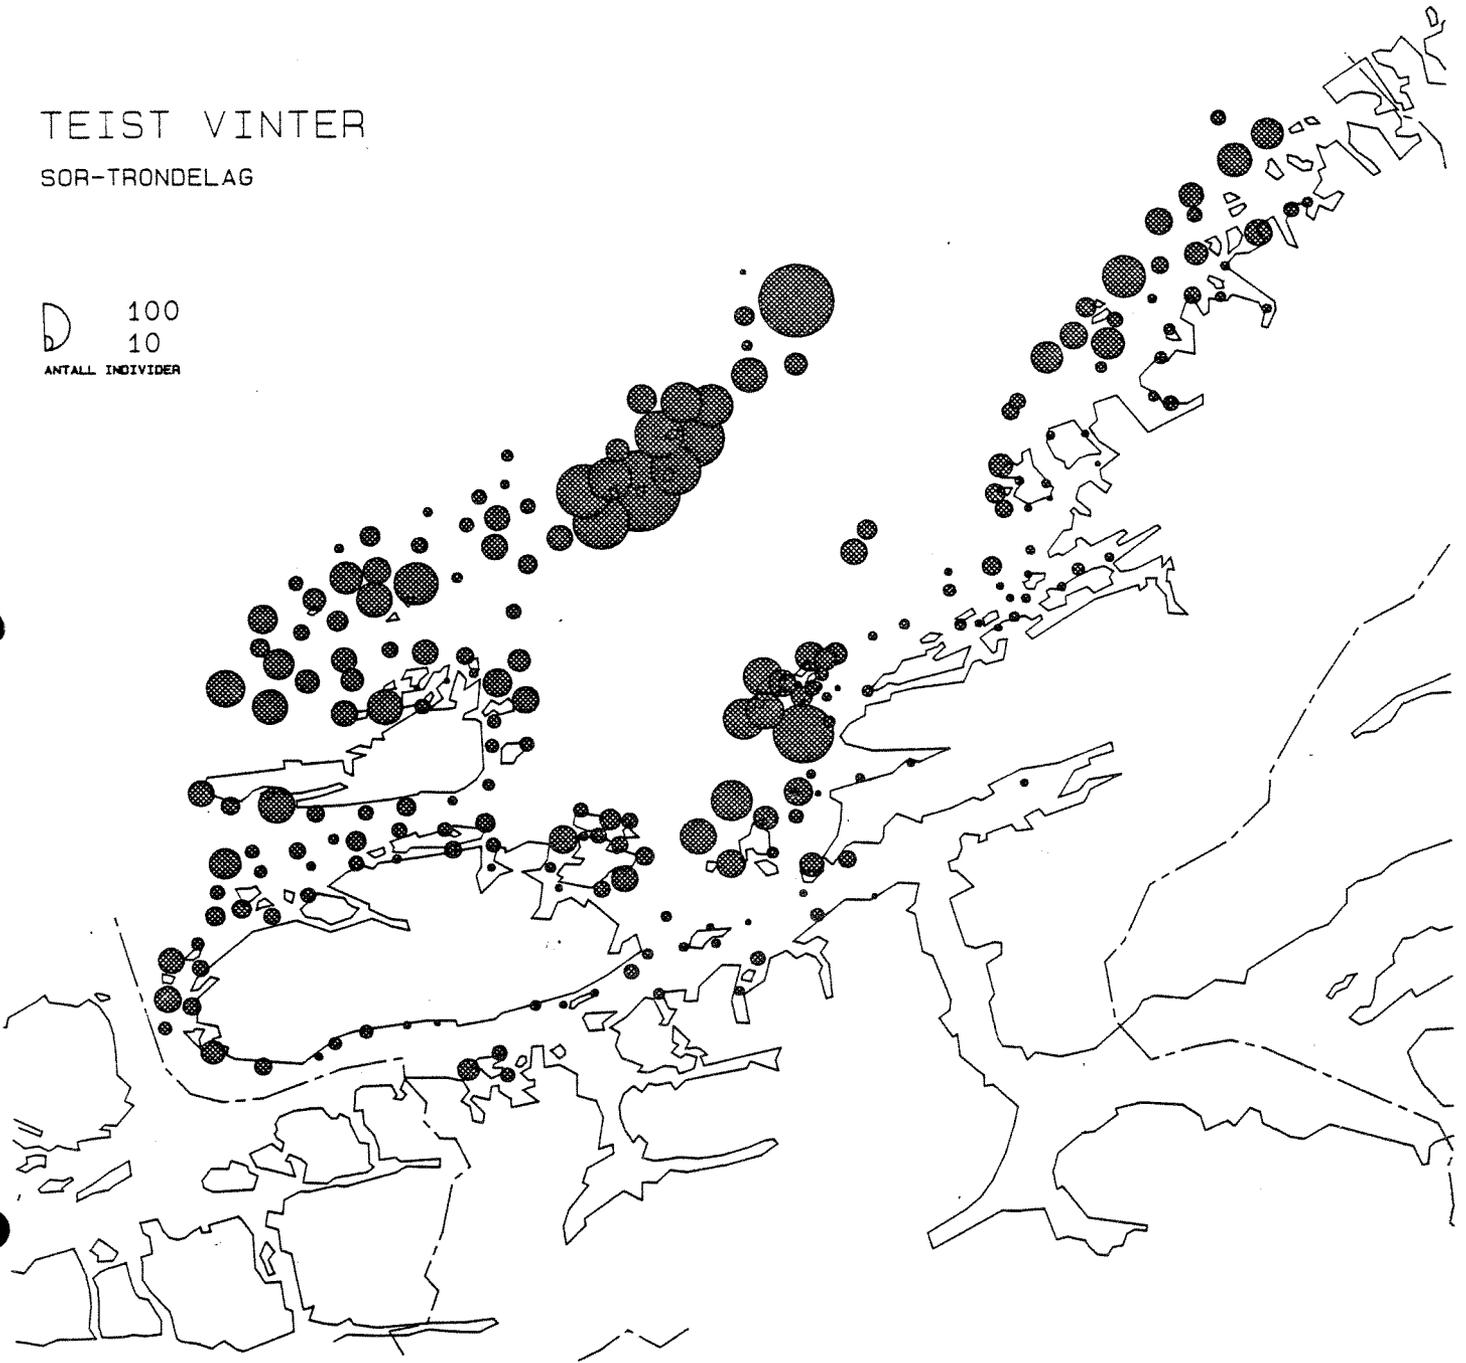 TEIST VINTER
SOR-TRONDELAG
100
10
ANTALL INDIVIDER